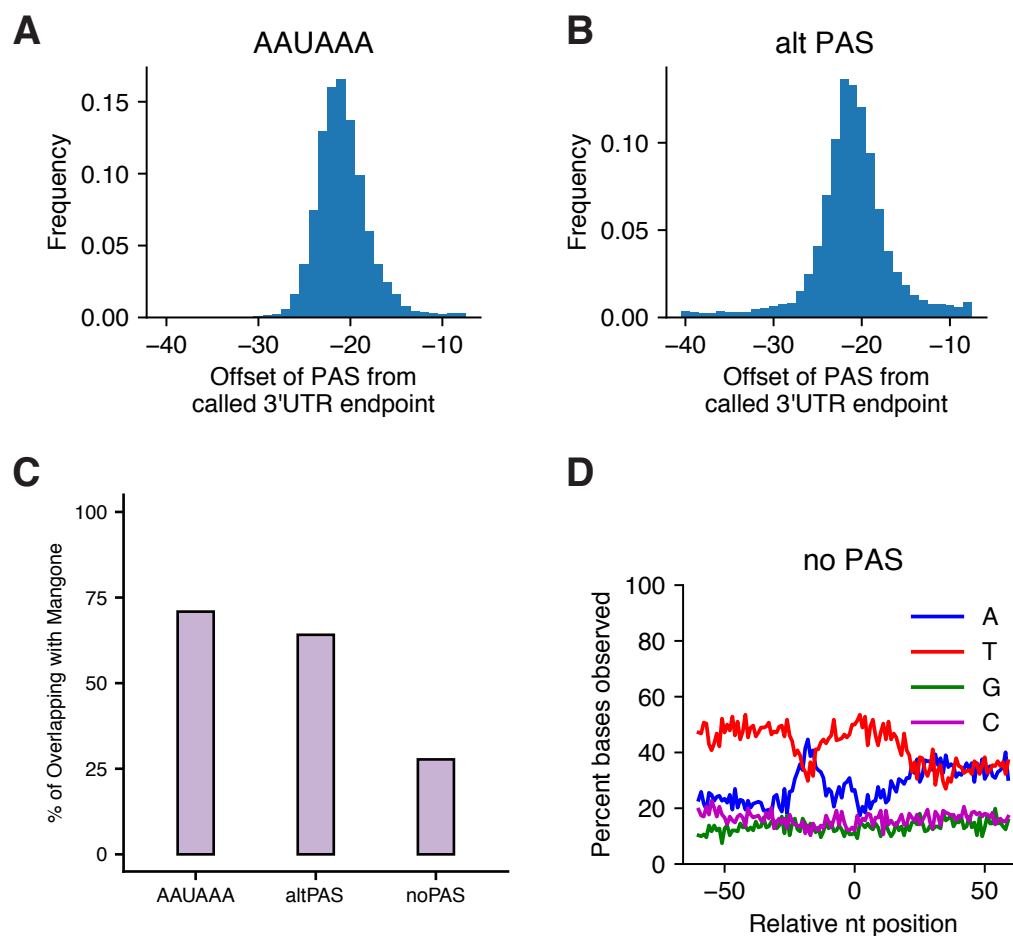 A
AAUAAA
Frequency
0.15
0.10
0.05
0.00
−40
−30
−20
−10
Offset of PAS from
called 3'UTR endpoint
B
alt PAS
Frequency
0.10
0.05
0.00
−40
−30
−20
−10
Offset of PAS from
called 3'UTR endpoint
C
% of Overlapping with Mangone
100
75
50
25
0
AAUAAA
altPAS
noPAS
D
no PAS
Percent bases observed
100
80
60
40
20
0
A
T
G
C
−50
0
50
Relative nt position